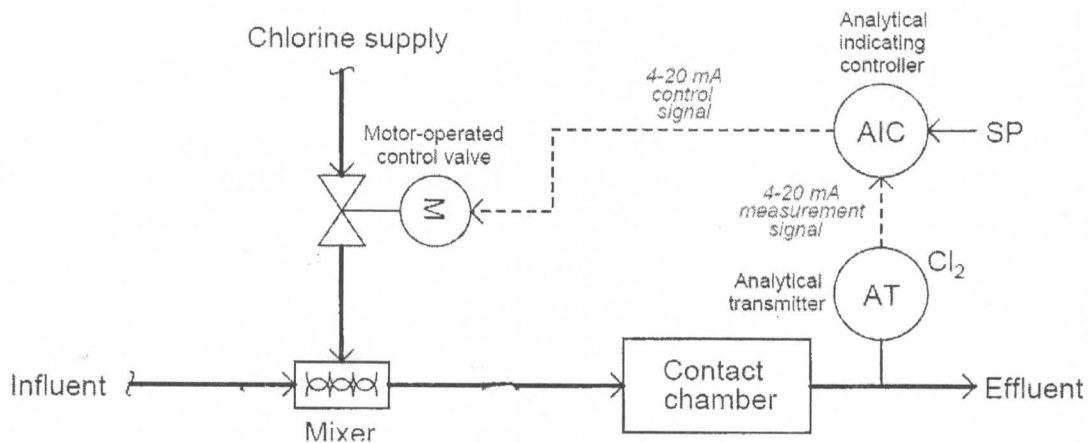 Chlorine supply
Motor-operated
control valve
M
4-20 mA
control
signal
Analytical
indicating
controller
AIC
SP
4-20 mA
measurement
signal
Analytical
transmitter
AT
Cl₂
Influent
Mixer
Contact
chamber
Effluent